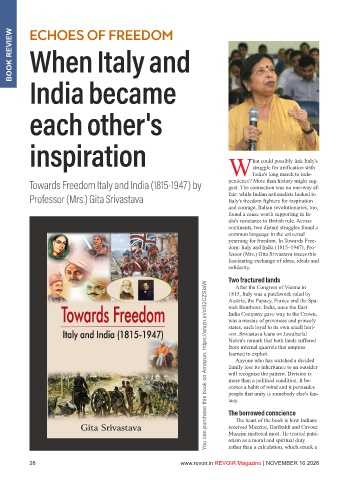 BOOK REVIEW
ECHOES OF FREEDOM
When Italy and
India became
each other's
inspiration
Towards Freedom Italy and India (1815-1947) by
Professor (Mrs.) Gita Srivastava
Towards Freedom
Italy and India (1815-1947)
Gita Srivastava
You can purchase this book on Amazon:
What could possibly link Italy's
struggle for unification with
India's long march to inde-
pendence? More than history might sug-
gest. The connection was no one-way af-
fair: while Indian nationalists looked to
Italy's freedom fighters for inspiration
and courage, Italian revolutionaries, too,
found a cause worth supporting in In-
dia's resistance to British rule. Across
continents, two distant struggles found a
common language in the universal
yearning for freedom. In Towards Free-
dom: Italy and India (1815–1947), Pro-
fessor (Mrs.) Gita Srivastava traces this
fascinating exchange of ideas, ideals and
solidarity.
Two fractured lands
After the Congress of Vienna in
1815, Italy was a patchwork ruled by
Austria, the Papacy, France and the Spa-
nish Bourbons. India, once the East
India Company gave way to the Crown,
was a mosaic of provinces and princely
states, each loyal to its own small hori-
zon. Srivastava leans on Jawaharlal
Nehru's remark that both lands suffered
from internal quarrels that empires
learned to exploit.
Anyone who has watched a divided
family lose its inheritance to an outsider
will recognise the pattern. Division is
more than a political condition. It be-
comes a habit of mind and it persuades
people that unity is somebody else's fan-
tasy.
The borrowed conscience
The heart of the book is how Indians
received Mazzini, Garibaldi and Cavour.
Mazzini mattered most. He treated patri-
otism as a moral and spiritual duty
rather than a calculation, which struck a
26
www.revoir.in REVOIR Magazine | NOVEMBER 16 2026